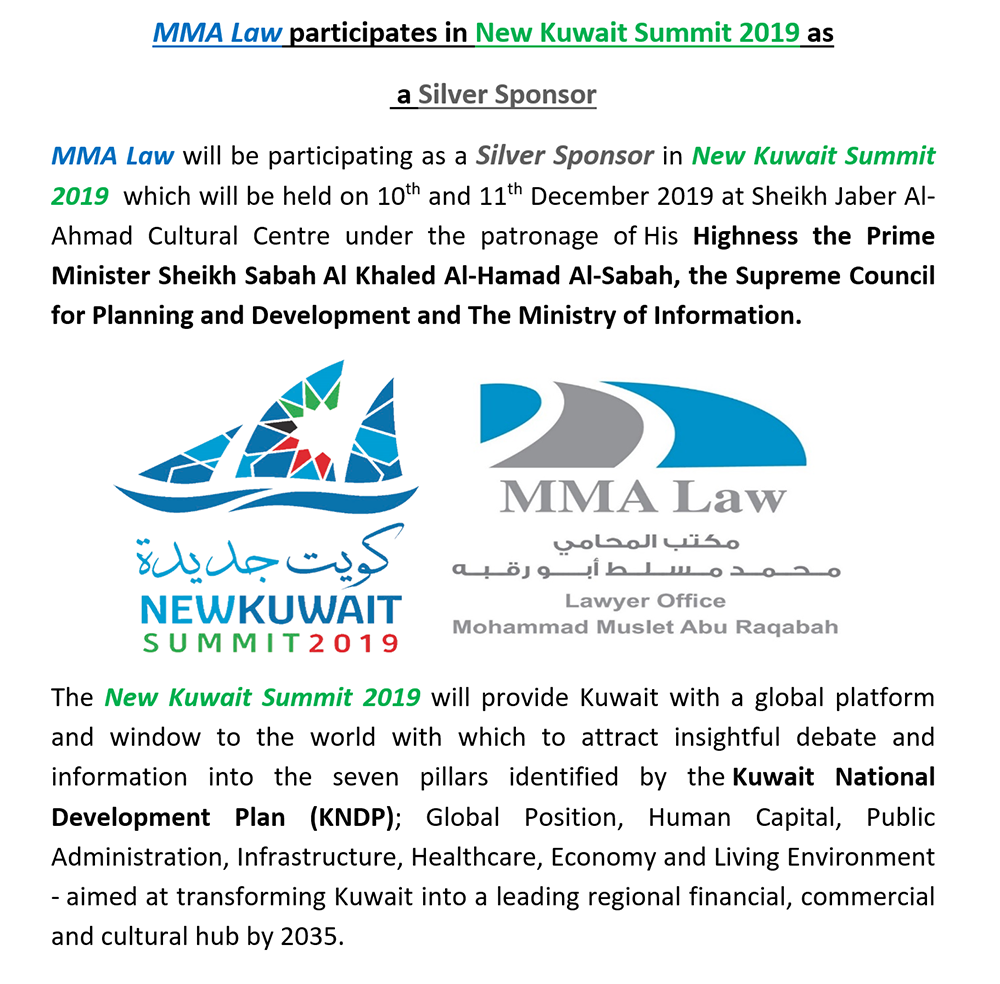 MMA Law participates in New Kuwait Summit 2019 as
a Silver Sponsor
MMA Law will be participating as a Silver Sponsor in New Kuwait Summit
2019 which will be held on 10th and 11th December 2019 at Sheikh Jaber Al-
Ahmad Cultural Centre under the patronage of His Highness the Prime
Minister Sheikh Sabah Al Khaled Al-Hamad Al-Sabah, the Supreme Council
for Planning and Development and The Ministry of Information.
كويت جديدة
NEWKUWAIT
SUMMIT2019
MMA Law
مكتب المحامي
محمد مسلط أبو رقبه
Lawyer Office
Mohammad Muslet Abu Raqabah
The New Kuwait Summit 2019 will provide Kuwait with a global platform
and window to the world with which to attract insightful debate and
information into the seven pillars identified by the Kuwait National
Development Plan (KNDP); Global Position, Human Capital, Public
Administration, Infrastructure, Healthcare, Economy and Living Environment
- aimed at transforming Kuwait into a leading regional financial, commercial
and cultural hub by 2035.